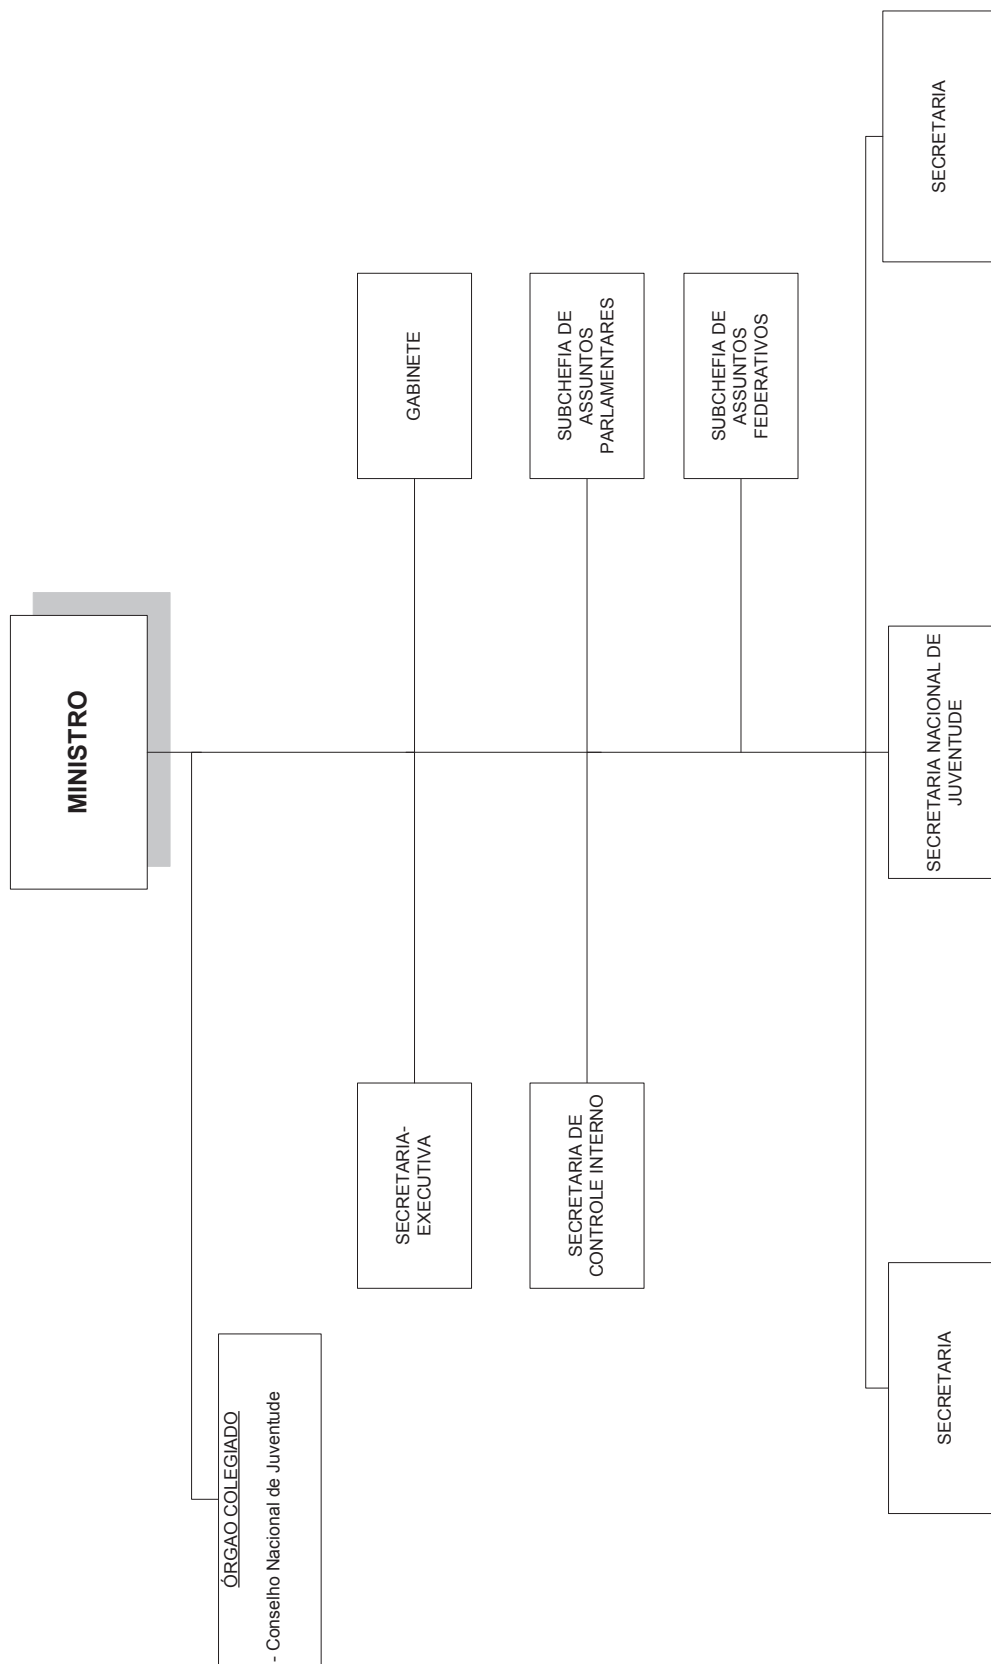 MINISTRO
ÓRGAO COLEGIADO
- Conselho Nacional de Juventude
SECRETARIA-
EXECUTIVA
GABINETE
SECRETARIA DE
CONTROLE INTERNO
SUBCHEFIA DE
ASSUNTOS
PARLAMENTARES
SUBCHEFIA DE
ASSUNTOS
FEDERATIVOS
SECRETARIA
SECRETARIA NACIONAL DE
JUVENTUDE
SECRETARIA